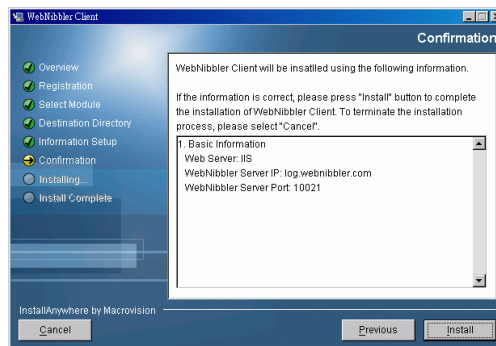 WebNibbler Client
Confirmation
Overview
Registration
Select Module
Destination Directory
Information Setup
Confirmation
Installing...
Install Complete
WebNibbler Client will be insatlled using the following information.
If the information is correct, please press "Install" button to complete
the installation of WebNibbler Client. To terminate the installation
process, please select "Cancel".
1. Basic Information
Web Server: IIS
WebNibbler Server IP: log.webnibbler.com
WebNibbler Server Port: 10021
InstallAnywhere by Macrovision
Cancel
Previous
Install